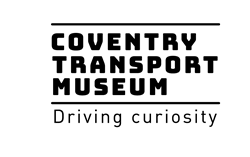 COVENTRY
TRANSPORT
MUSEUM
Driving curiosity